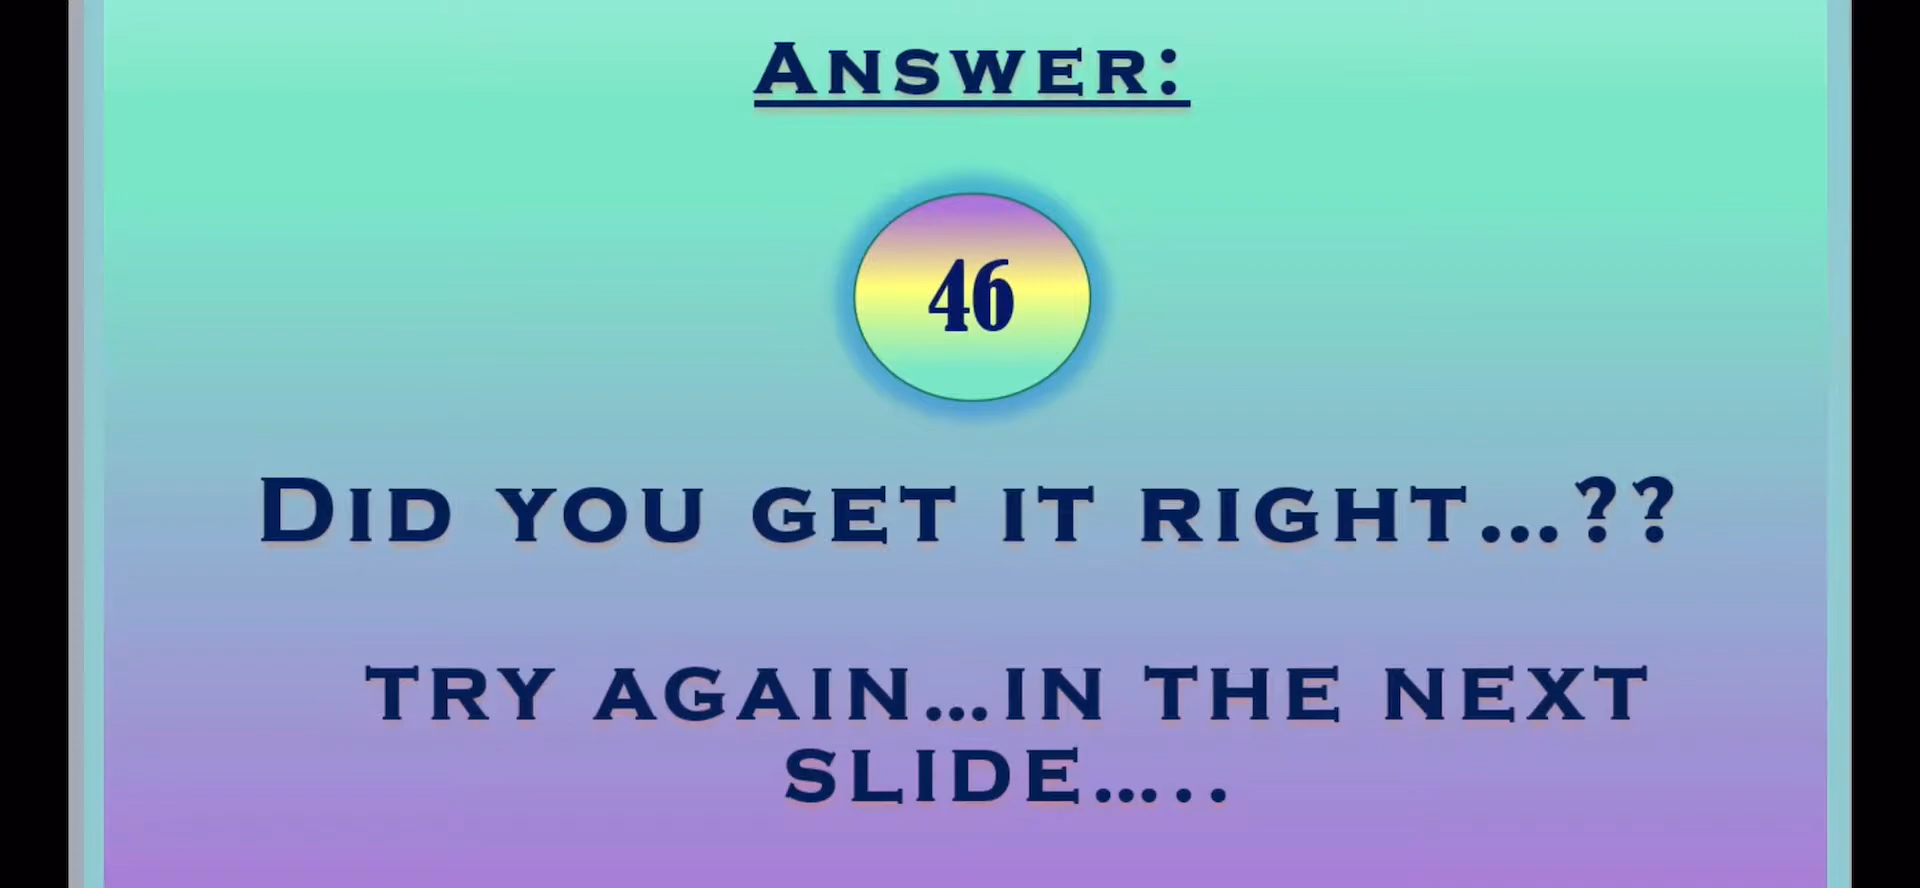 Answer:
46
Did you get it right...??
try again...in the next
slide.....